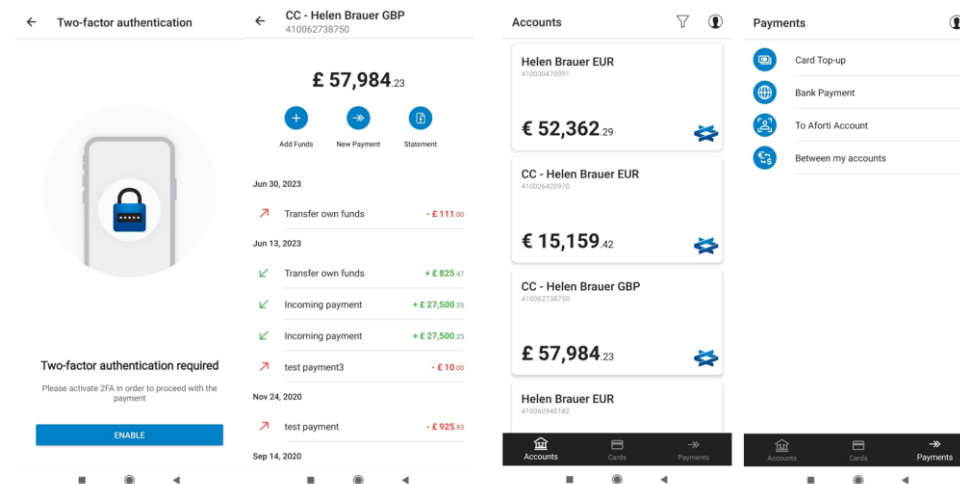 Two-factor authentication
Two-factor authentication required
Please activate 2FA in order to proceed with the
payment
ENABLE
CC - Helen Brauer GBP
410062738750
£ 57,984.23
Add Funds
New Payment
Statement
Jun 30, 2023
Transfer own funds - £ 111.00
Jun 13, 2023
Transfer own funds + £ 825.47
Incoming payment + £ 27,500.25
Incoming payment + £ 27,500.25
test payment3 - £ 10.00
Nov 24, 2020
test payment - £ 925.93
Sep 14, 2020
Accounts
Helen Brauer EUR
410030470091
€ 52,362.29
CC - Helen Brauer EUR
410026420970
€ 15,159.42
CC - Helen Brauer GBP
410062738750
£ 57,984.23
Helen Brauer EUR
410060940182
Accounts
Cards
Payments
Payments
Card Top-up
Bank Payment
To Aforti Account
Between my accounts
Accounts
Cards
Payments